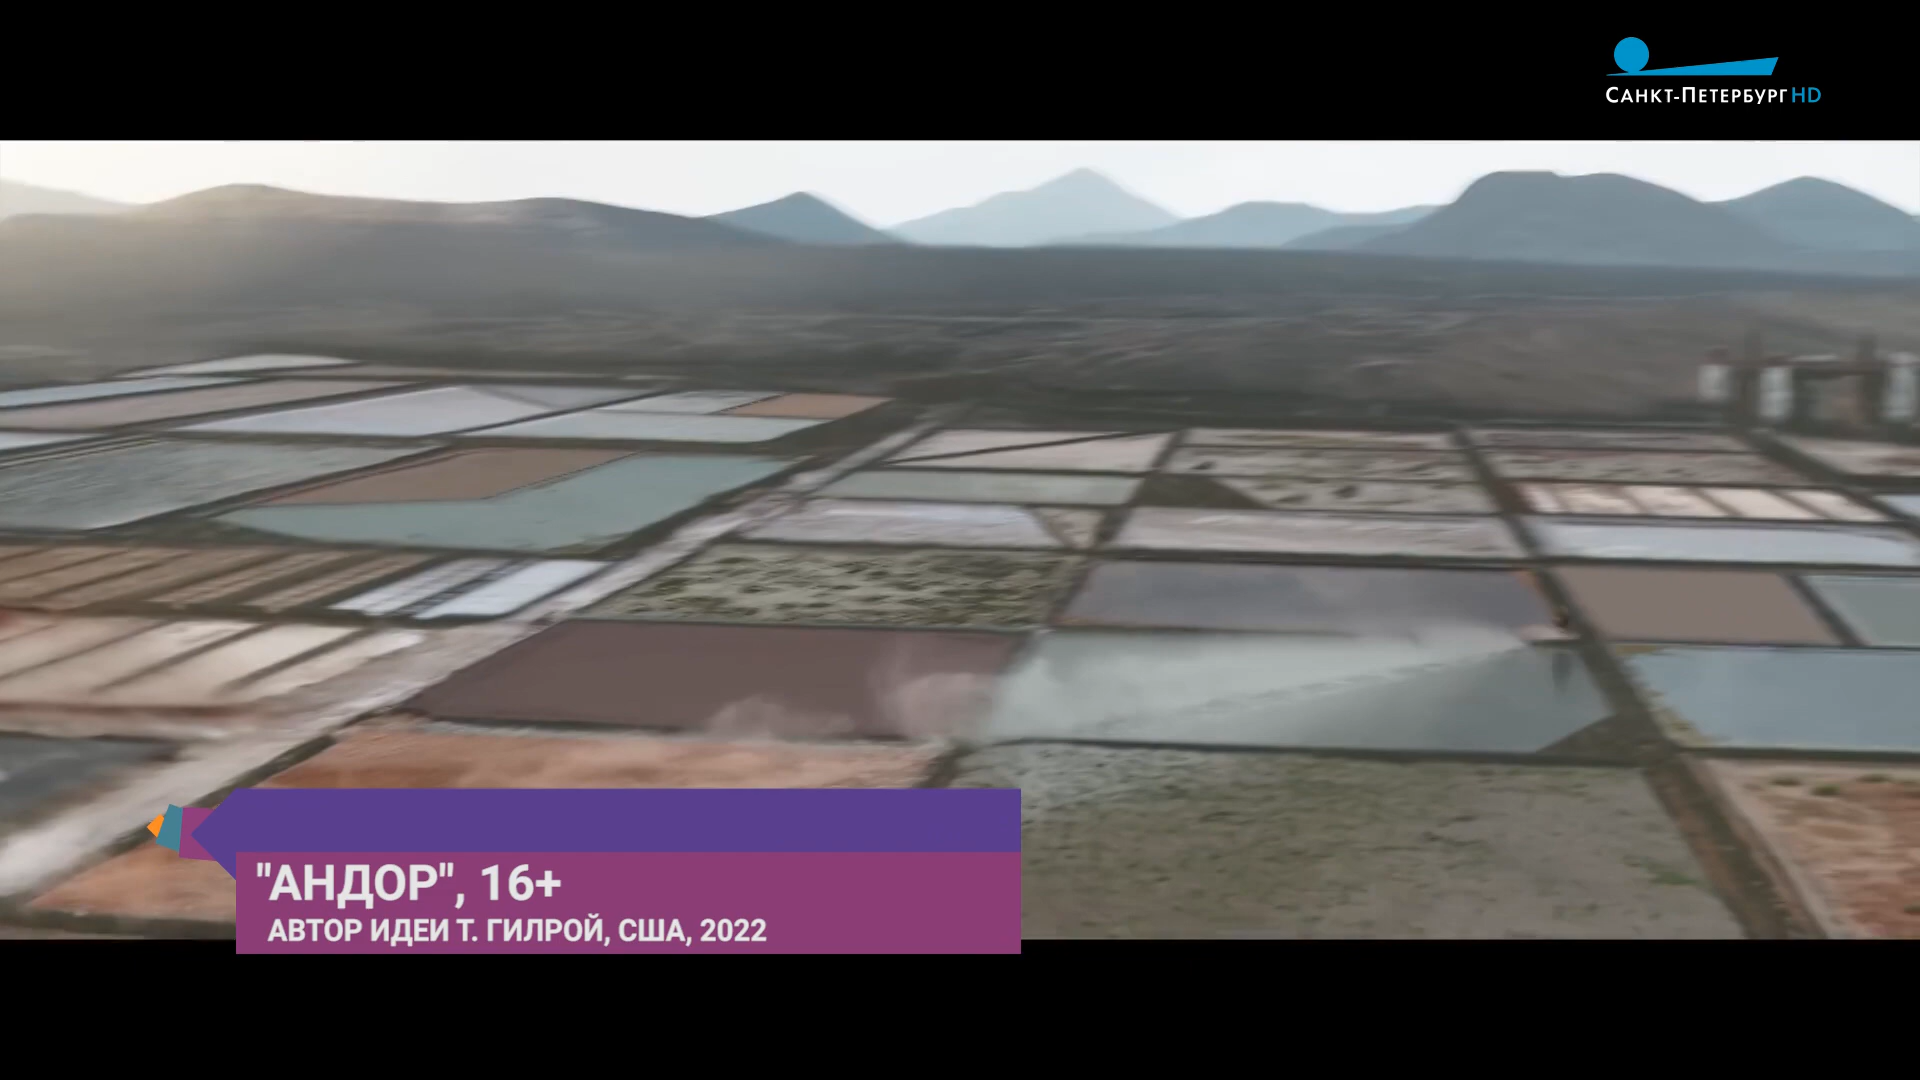 САНКТ-ПЕТЕРБУРГ HD
"АНДОР", 16+
АВТОР ИДЕИ Т. ГИЛРОЙ, США, 2022